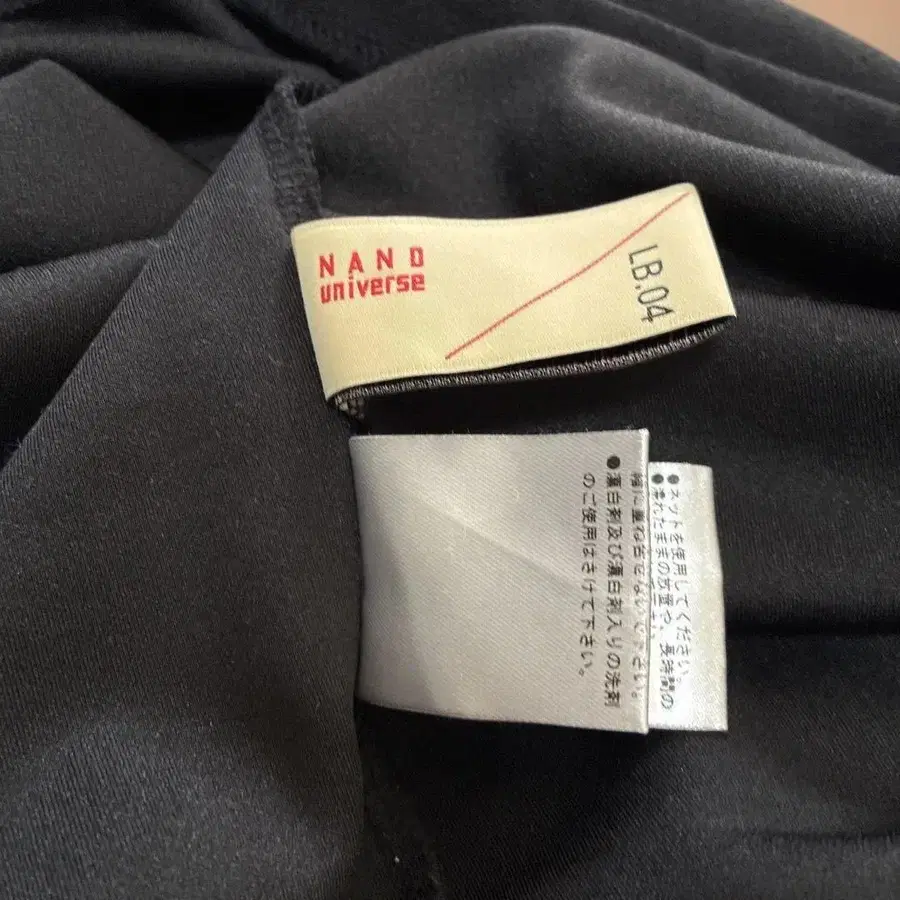 NANO
universe
LB.04
●ネットを使用してください。
●濡れたままの放置や、長時間の
●漂白剤及び漂白剤入りの洗剤
のご使用はさけて下さい。